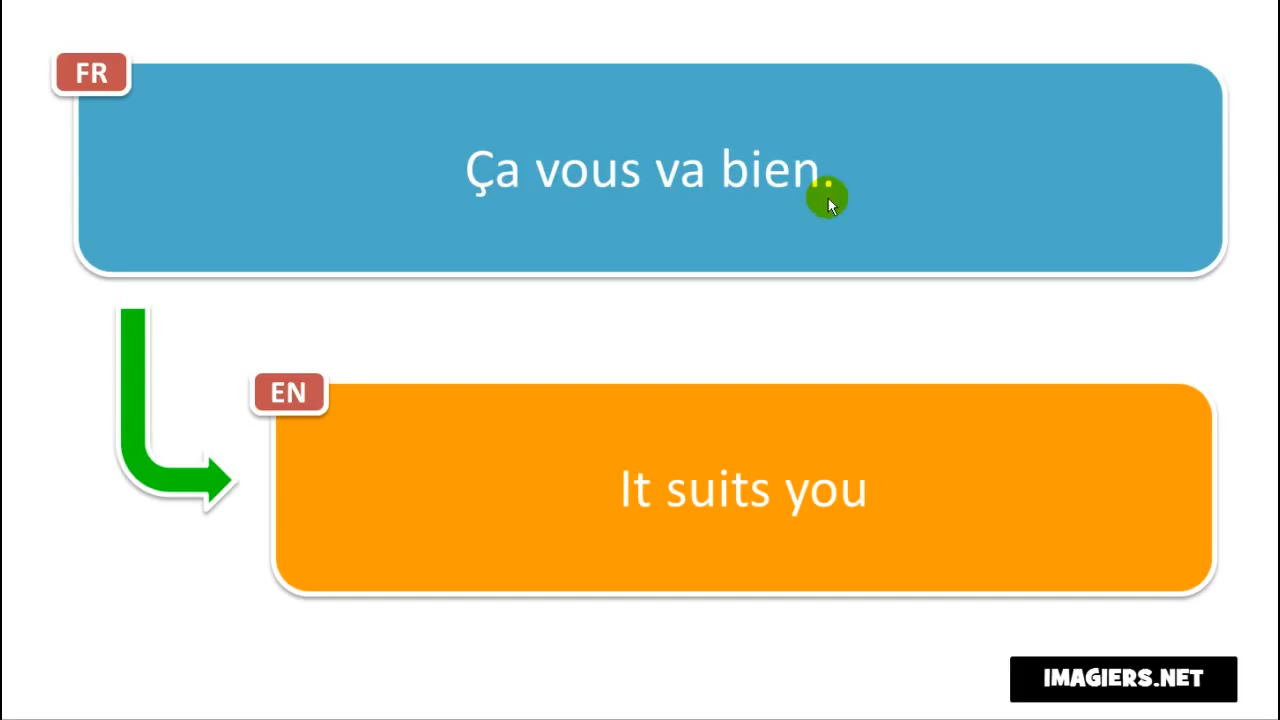 FR
Ça vous va bien.
EN
It suits you
IMAGIERS.NET